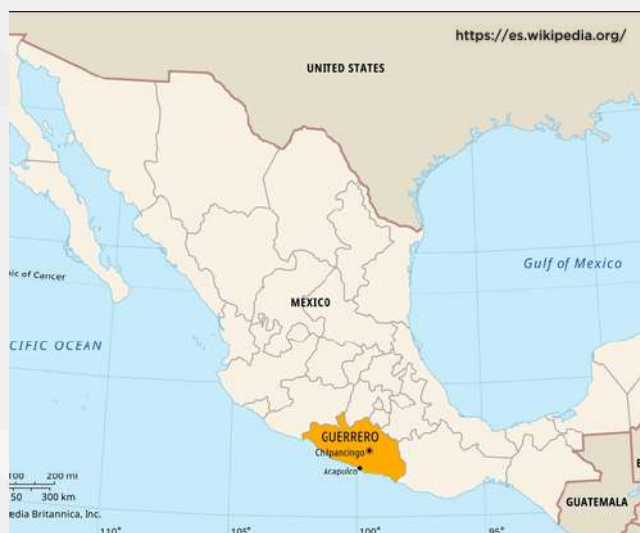 https://es.wikipedia.org/
UNITED STATES
Gulf of Mexico
ic of Cancer
MEXICO
CIFIC OCEAN
GUERRERO
Chilpancingo
Acapulco
100 200 mi
50 300 km
GUATEMALA
edia Britannica, Inc.
110° 105° 100° 95°